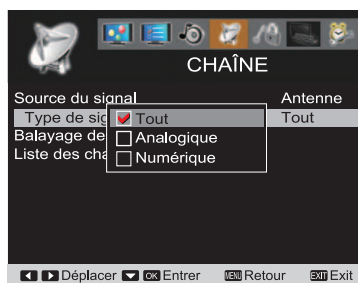 CHAÎNE
Source du signal Antenne
Type de sig Tout
Balayage de
Liste des cha
Tout
Analogique
Numérique
Déplacer OK Entrer MENU Retour EXIT Exit